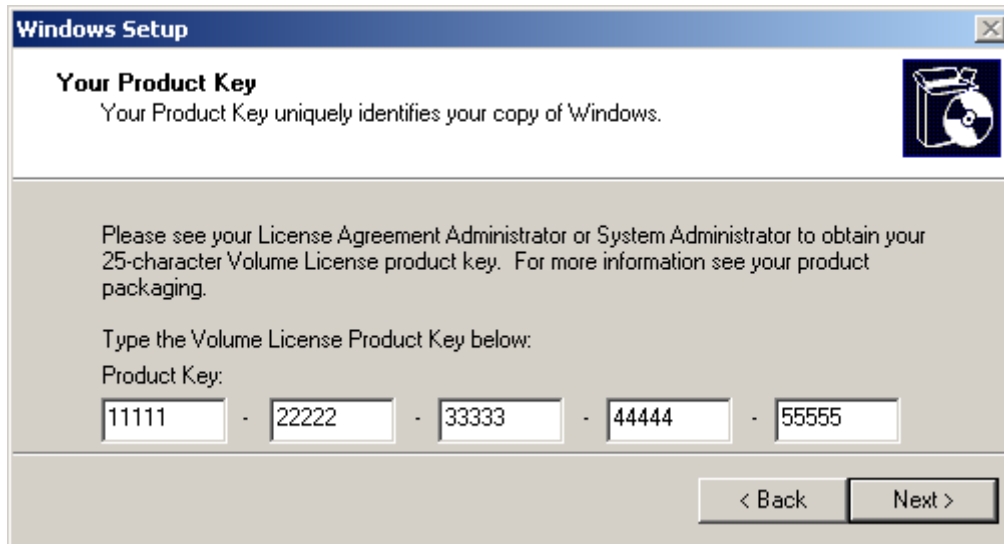 Windows Setup
Your Product Key
Your Product Key uniquely identifies your copy of Windows.
Please see your License Agreement Administrator or System Administrator to obtain your
25-character Volume License product key.  For more information see your product
packaging.
Type the Volume License Product Key below:
Product Key:
11111 - 22222 - 33333 - 44444 - 55555
< Back Next >